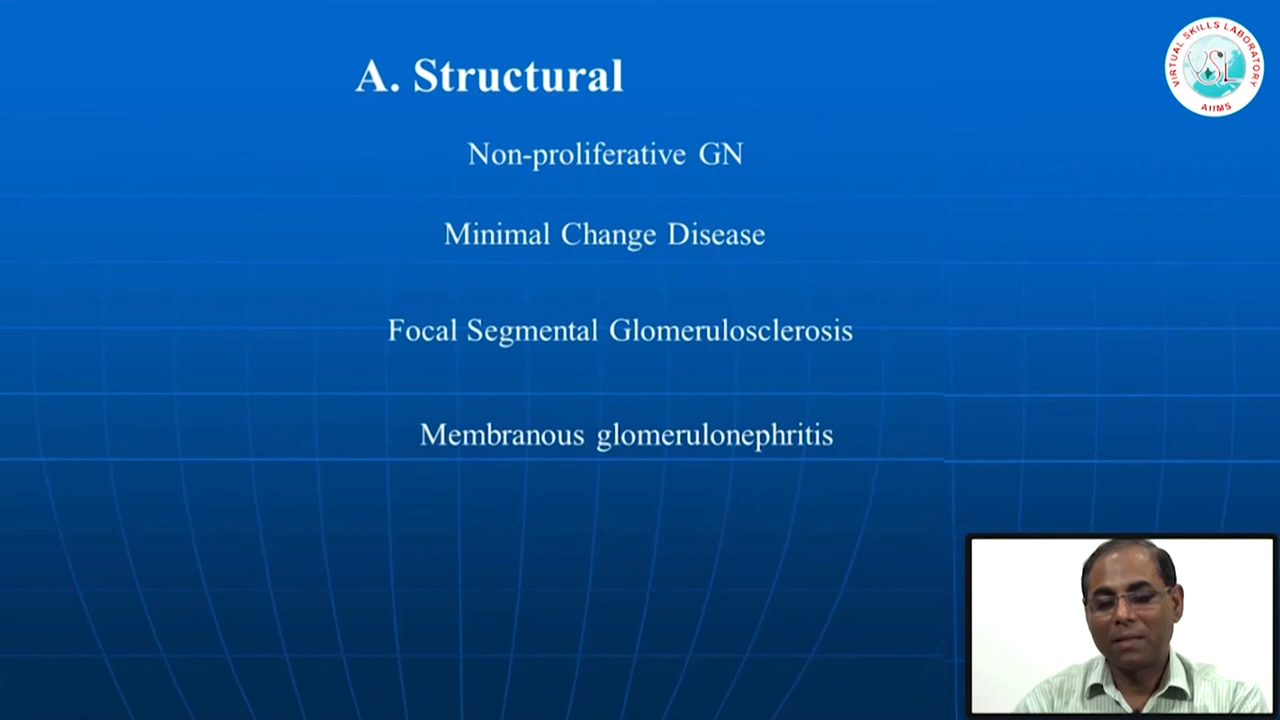 A. Structural
Non-proliferative GN
Minimal Change Disease
Focal Segmental Glomerulosclerosis
Membranous glomerulonephritis
VIRTUAL SKILLS LABORATORY
VSL
AIIMS